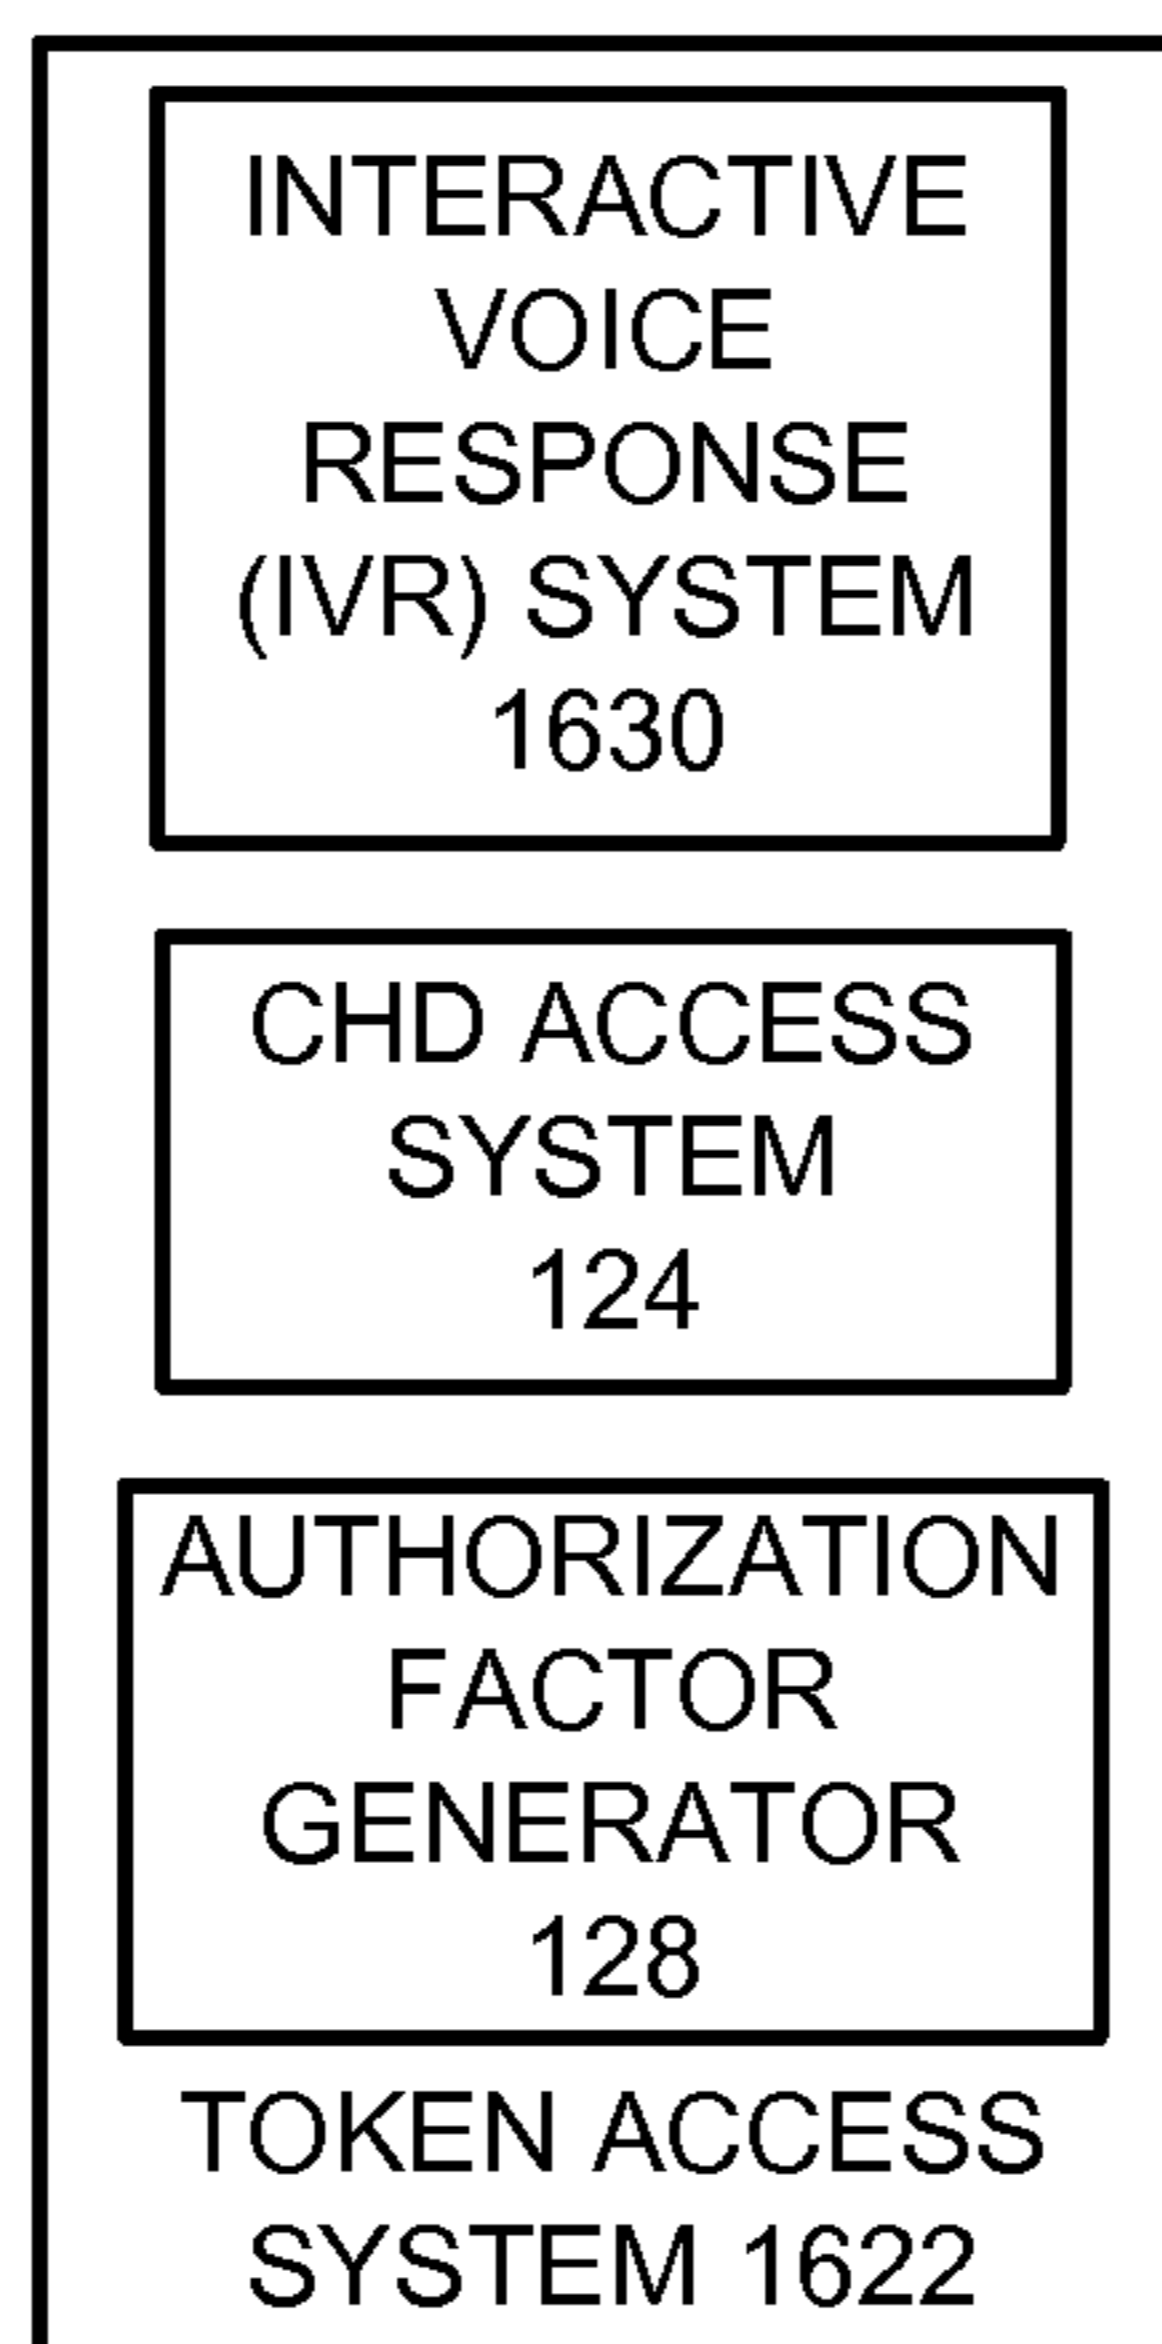 INTERACTIVE
VOICE
RESPONSE
(IVR) SYSTEM
1630
CHD ACCESS
SYSTEM
124
AUTHORIZATION
FACTOR
GENERATOR
128
TOKEN ACCESS
SYSTEM 1622